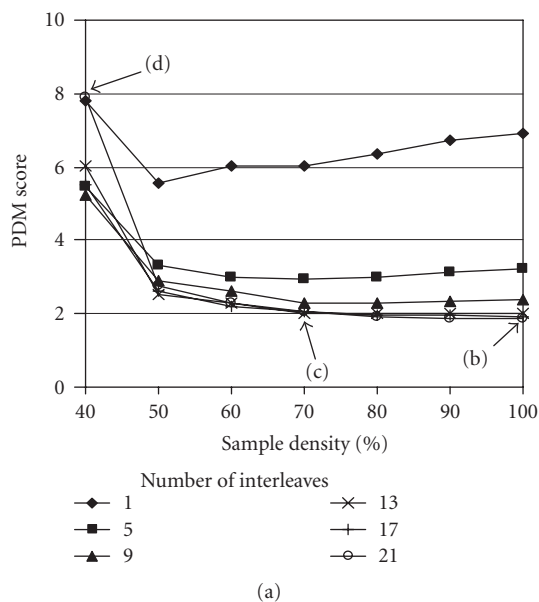 10
8
6
4
2
0
PDM score
(d)
(c)
(b)
40 50 60 70 80 90 100
Sample density (%)
Number of interleaves
1
5
9
13
17
21
(a)